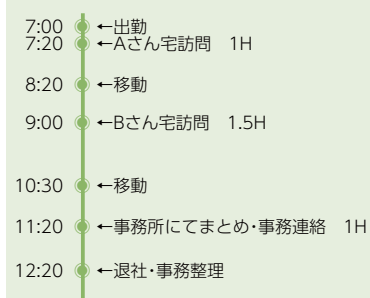 7:00 ←出勤
7:20 ←Aさん宅訪問 1H
8:20 ←移動
9:00 ←Bさん宅訪問 1.5H
10:30 ←移動
11:20 ←事務所にてまとめ・事務連絡 1H
12:20 ←退社・事務整理